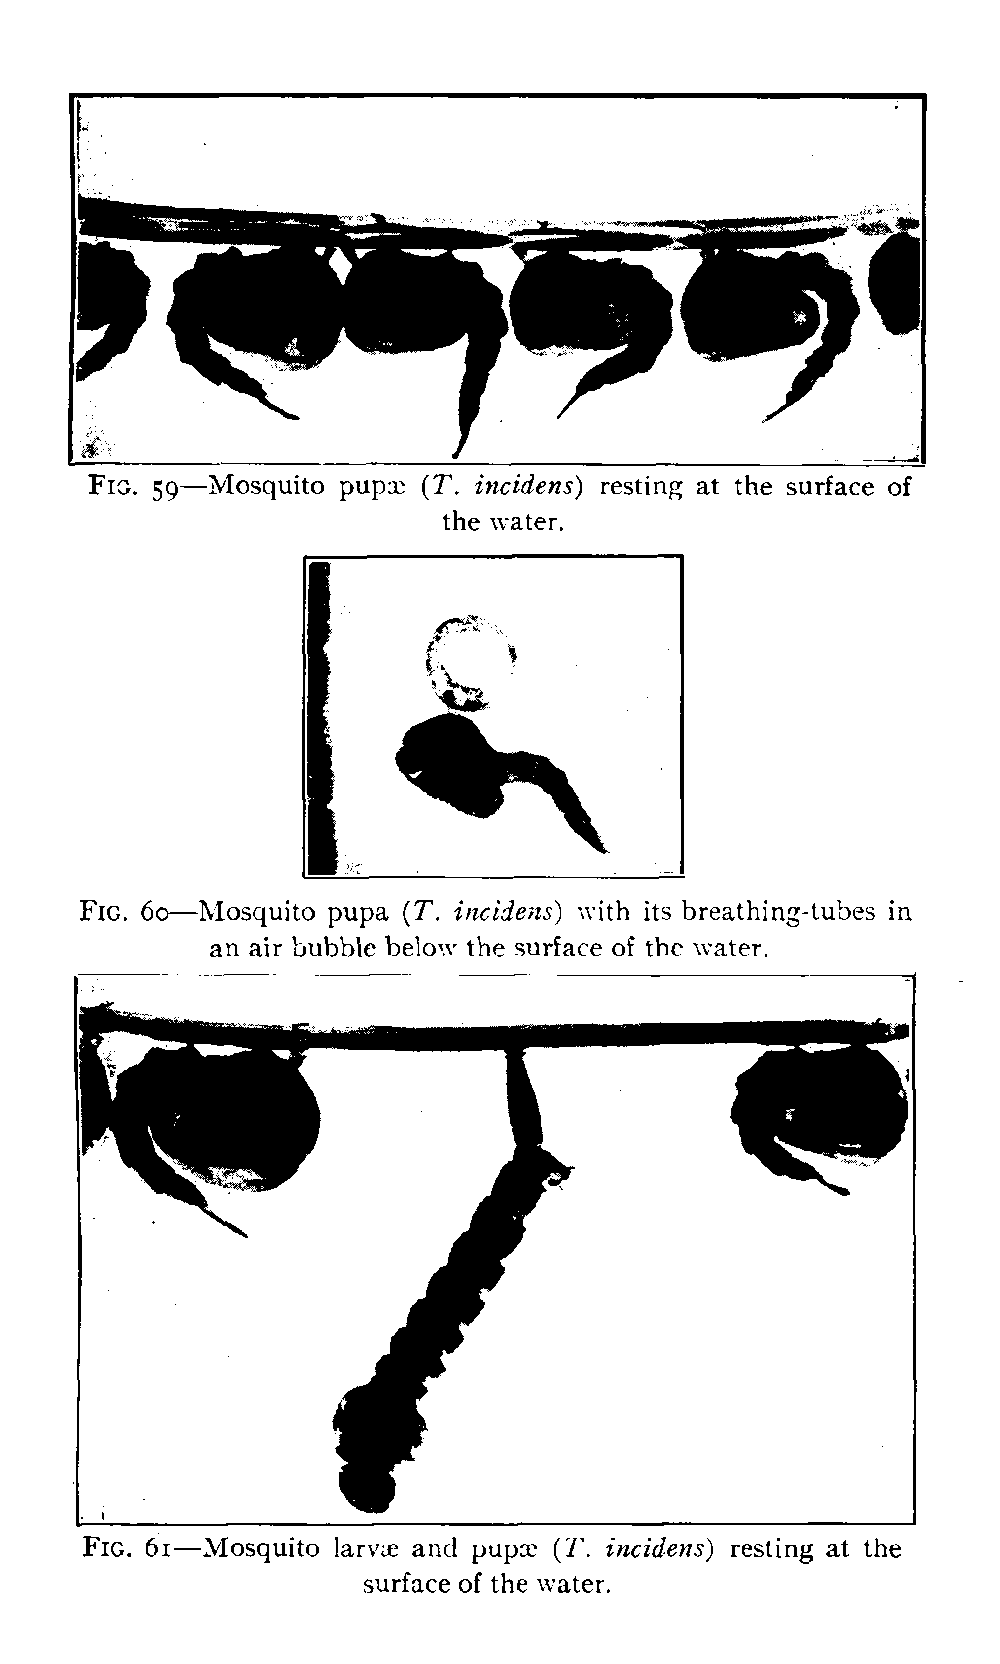 FIG. 59—Mosquito pupæ (T. incidens) resting at the surface of
the water.
FIG. 60—Mosquito pupa (T. incidens) with its breathing-tubes in
an air bubble below the surface of the water.
FIG. 61—Mosquito larvæ and pupæ (T. incidens) resting at the
surface of the water.